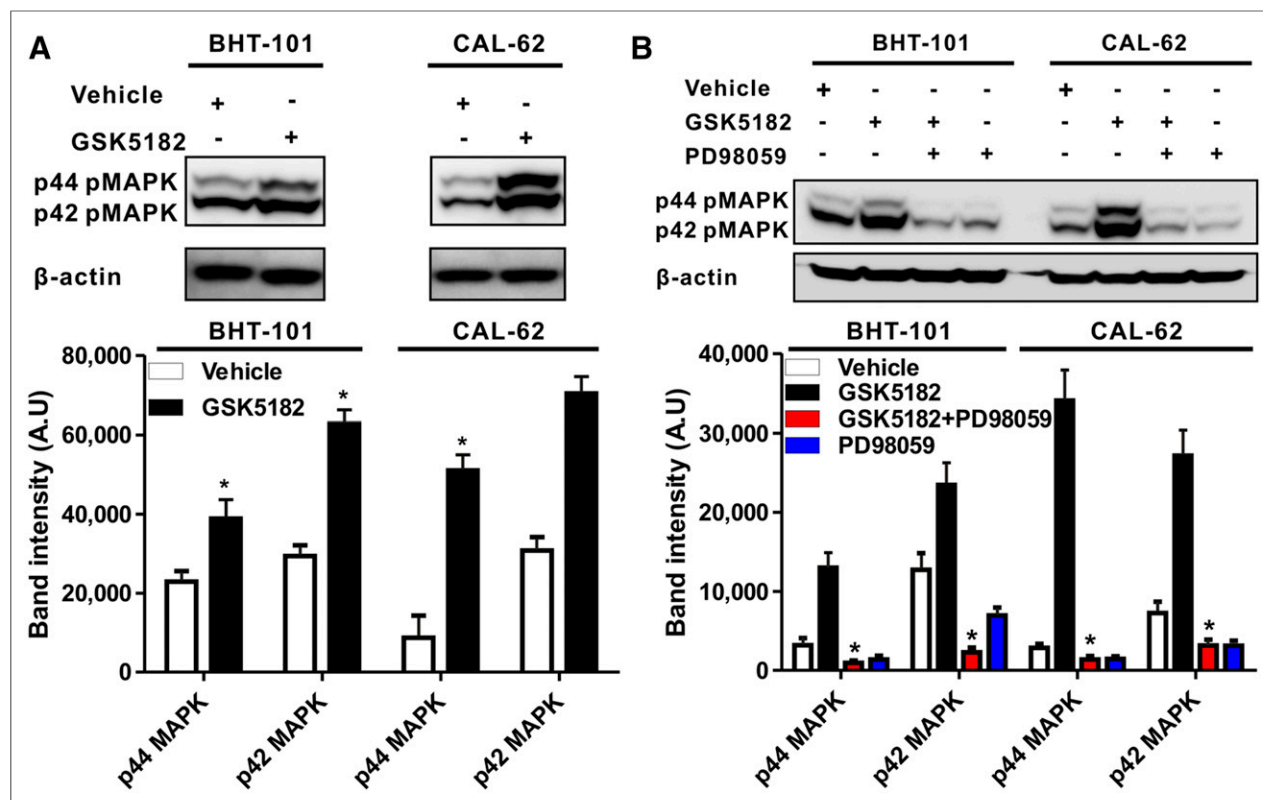 A
BHT-101 CAL-62
Vehicle + - + -
GSK5182 - + - +
p44 pMAPK
p42 pMAPK
β-actin
BHT-101 CAL-62
80,000
60,000
40,000
20,000
0
Band intensity (A.U)
Vehicle
GSK5182
* * *
p44 MAPK p42 MAPK p44 MAPK p42 MAPK
B
BHT-101 CAL-62
Vehicle + - - - + - - -
GSK5182 - + + - - + + -
PD98059 - - + + - - + +
p44 pMAPK
p42 pMAPK
β-actin
BHT-101 CAL-62
40,000
30,000
20,000
10,000
0
Band intensity (A.U)
Vehicle
GSK5182
GSK5182+PD98059
PD98059
* * * *
p44 MAPK p42 MAPK p44 MAPK p42 MAPK